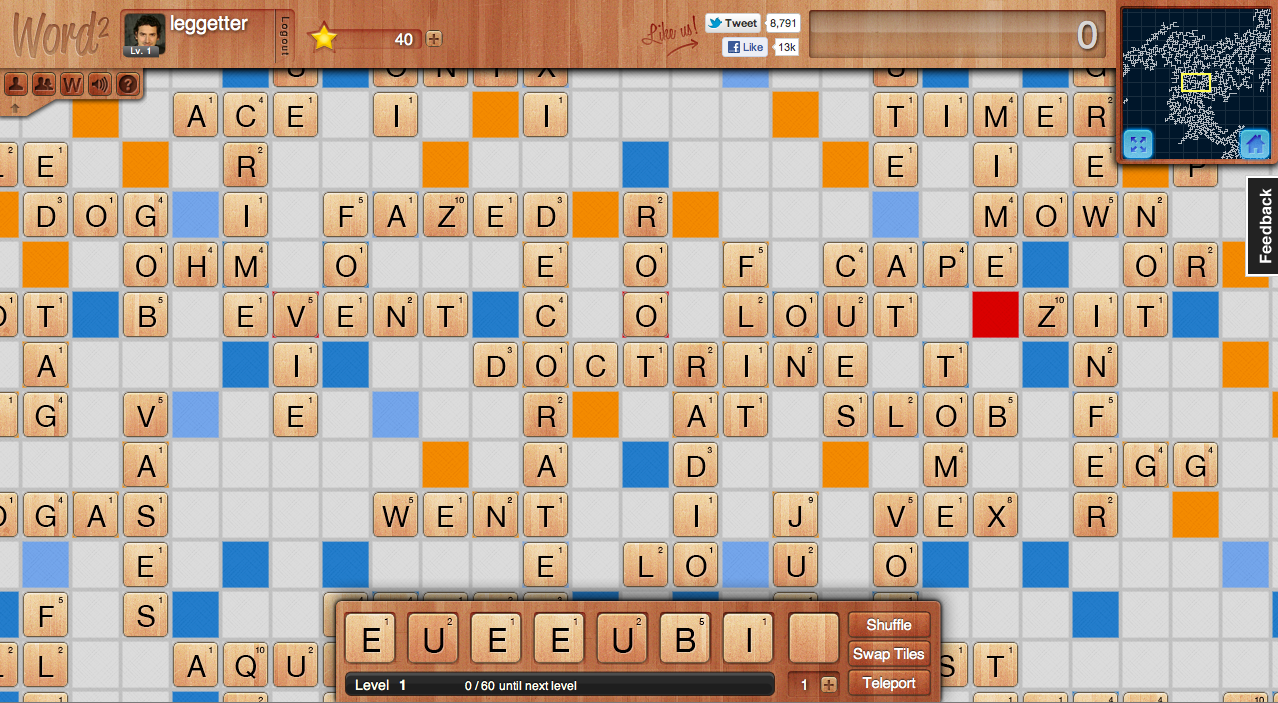 Word²
leggetter
Logout
Lv. 1
40
Like us!
Tweet 8,791
Like 13k
0
W ?
ACE I I TIMER
E R E I E P
DOG I FAZED R MOWN
OHM O E O F CAPE OR
T B EVENT C O LOUT ZIT
A I DOCTRINE T N
G V E R AT SLOB F
A A D M EGG
GAS WENT I J VEX R
E E LO U O
F S
L AQU ST
Feedback
E U E E U B I
Shuffle
Swap Tiles
Teleport
Level 1 0 / 60 until next level
1